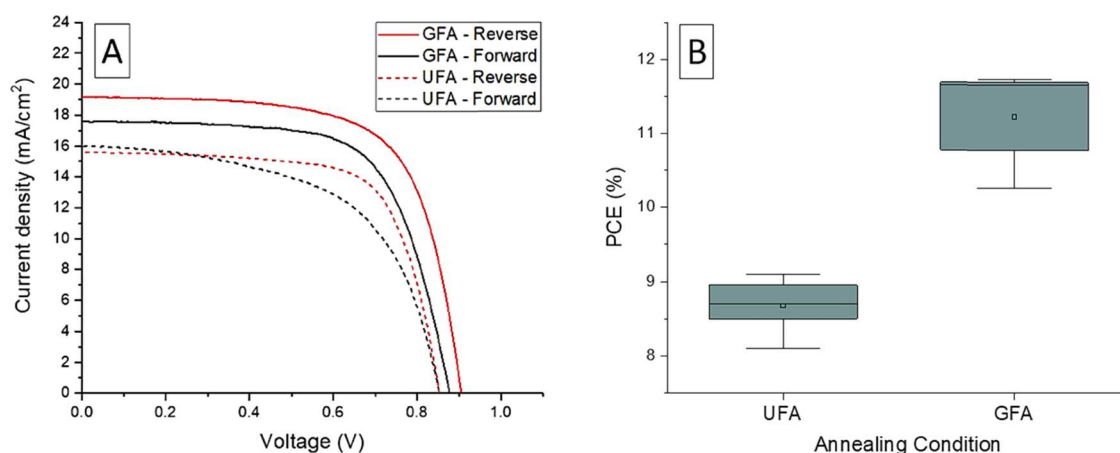 A
GFA - Reverse
GFA - Forward
UFA - Reverse
UFA - Forward
24
22
20
18
16
14
12
10
8
6
4
2
0
Current density (mA/cm²)
0.0 0.2 0.4 0.6 0.8 1.0
Voltage (V)
B
12
11
10
9
8
PCE (%)
UFA GFA
Annealing Condition